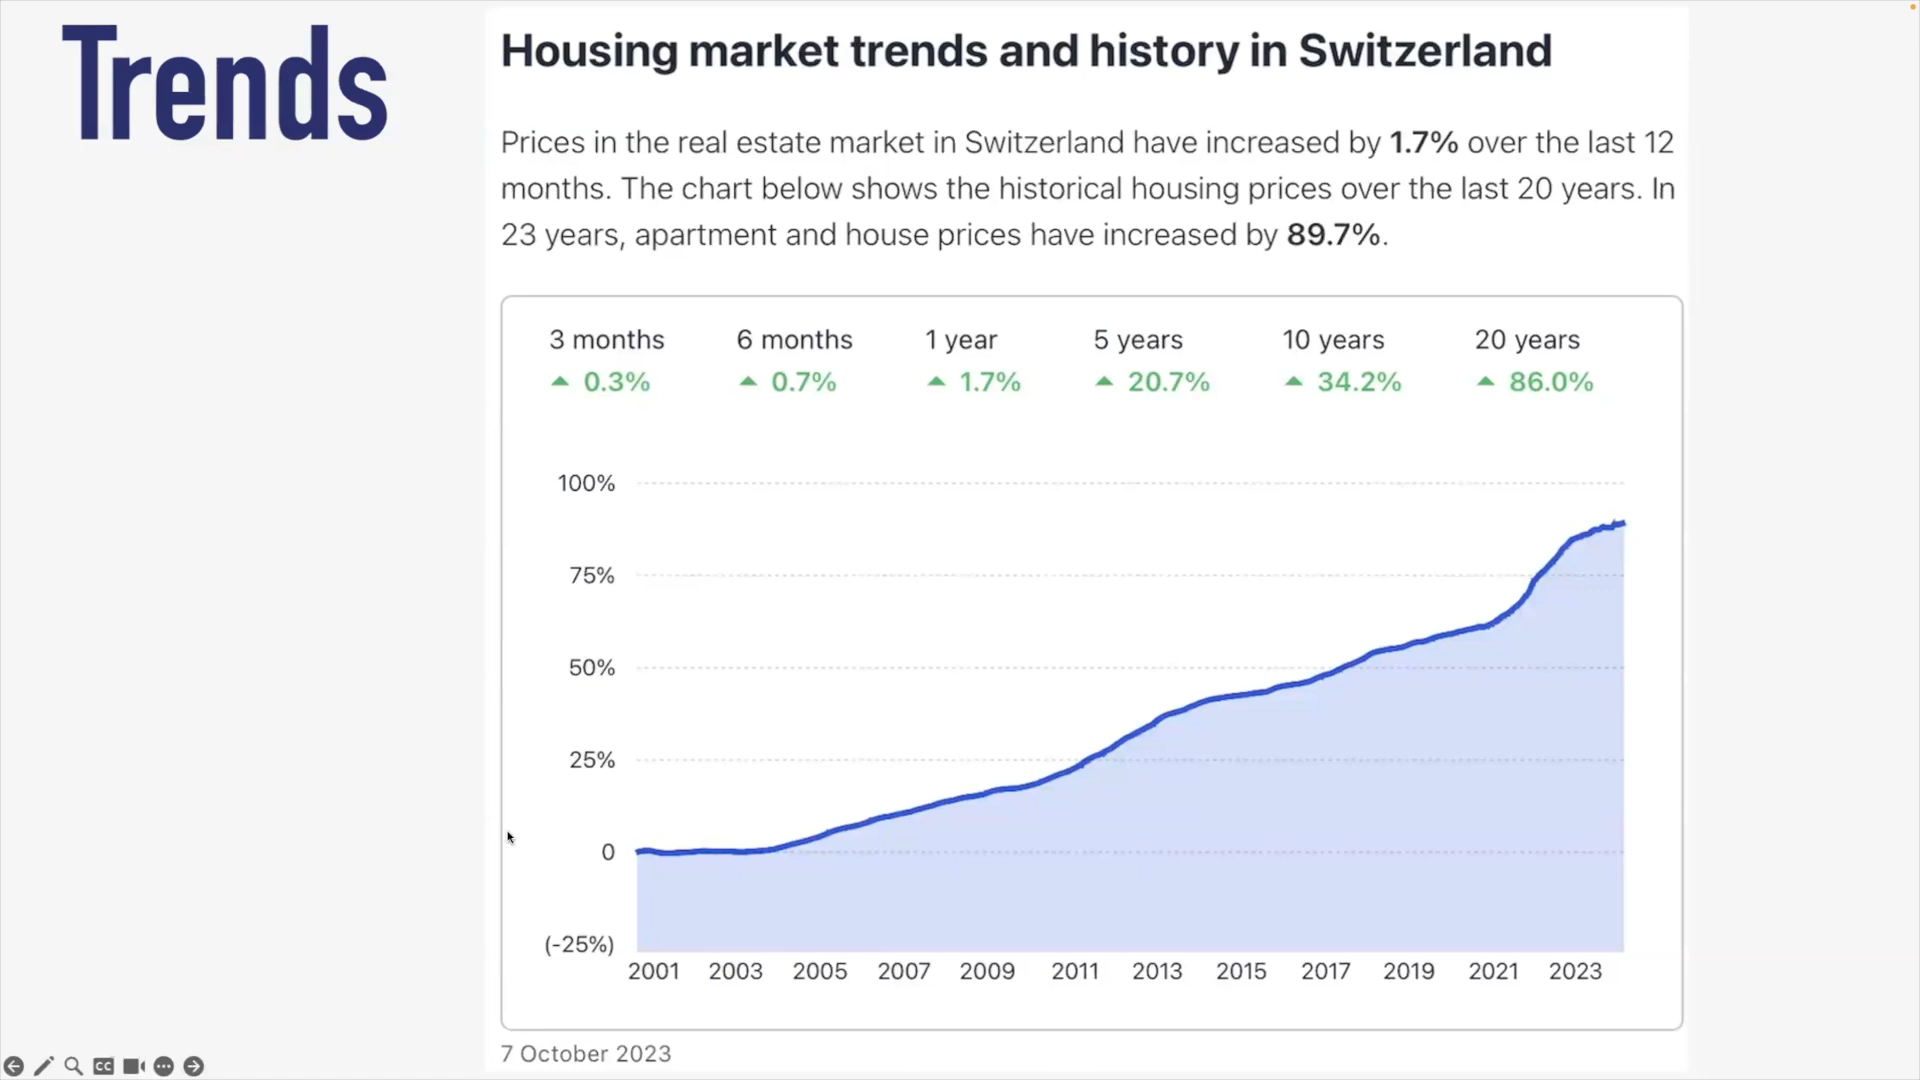 Trends
Housing market trends and history in Switzerland
Prices in the real estate market in Switzerland have increased by 1.7% over the last 12
months. The chart below shows the historical housing prices over the last 20 years. In
23 years, apartment and house prices have increased by 89.7%.
3 months 6 months 1 year 5 years 10 years 20 years
0.3% 0.7% 1.7% 20.7% 34.2% 86.0%
100%
75%
50%
25%
0
(-25%)
2001 2003 2005 2007 2009 2011 2013 2015 2017 2019 2021 2023
7 October 2023
CC